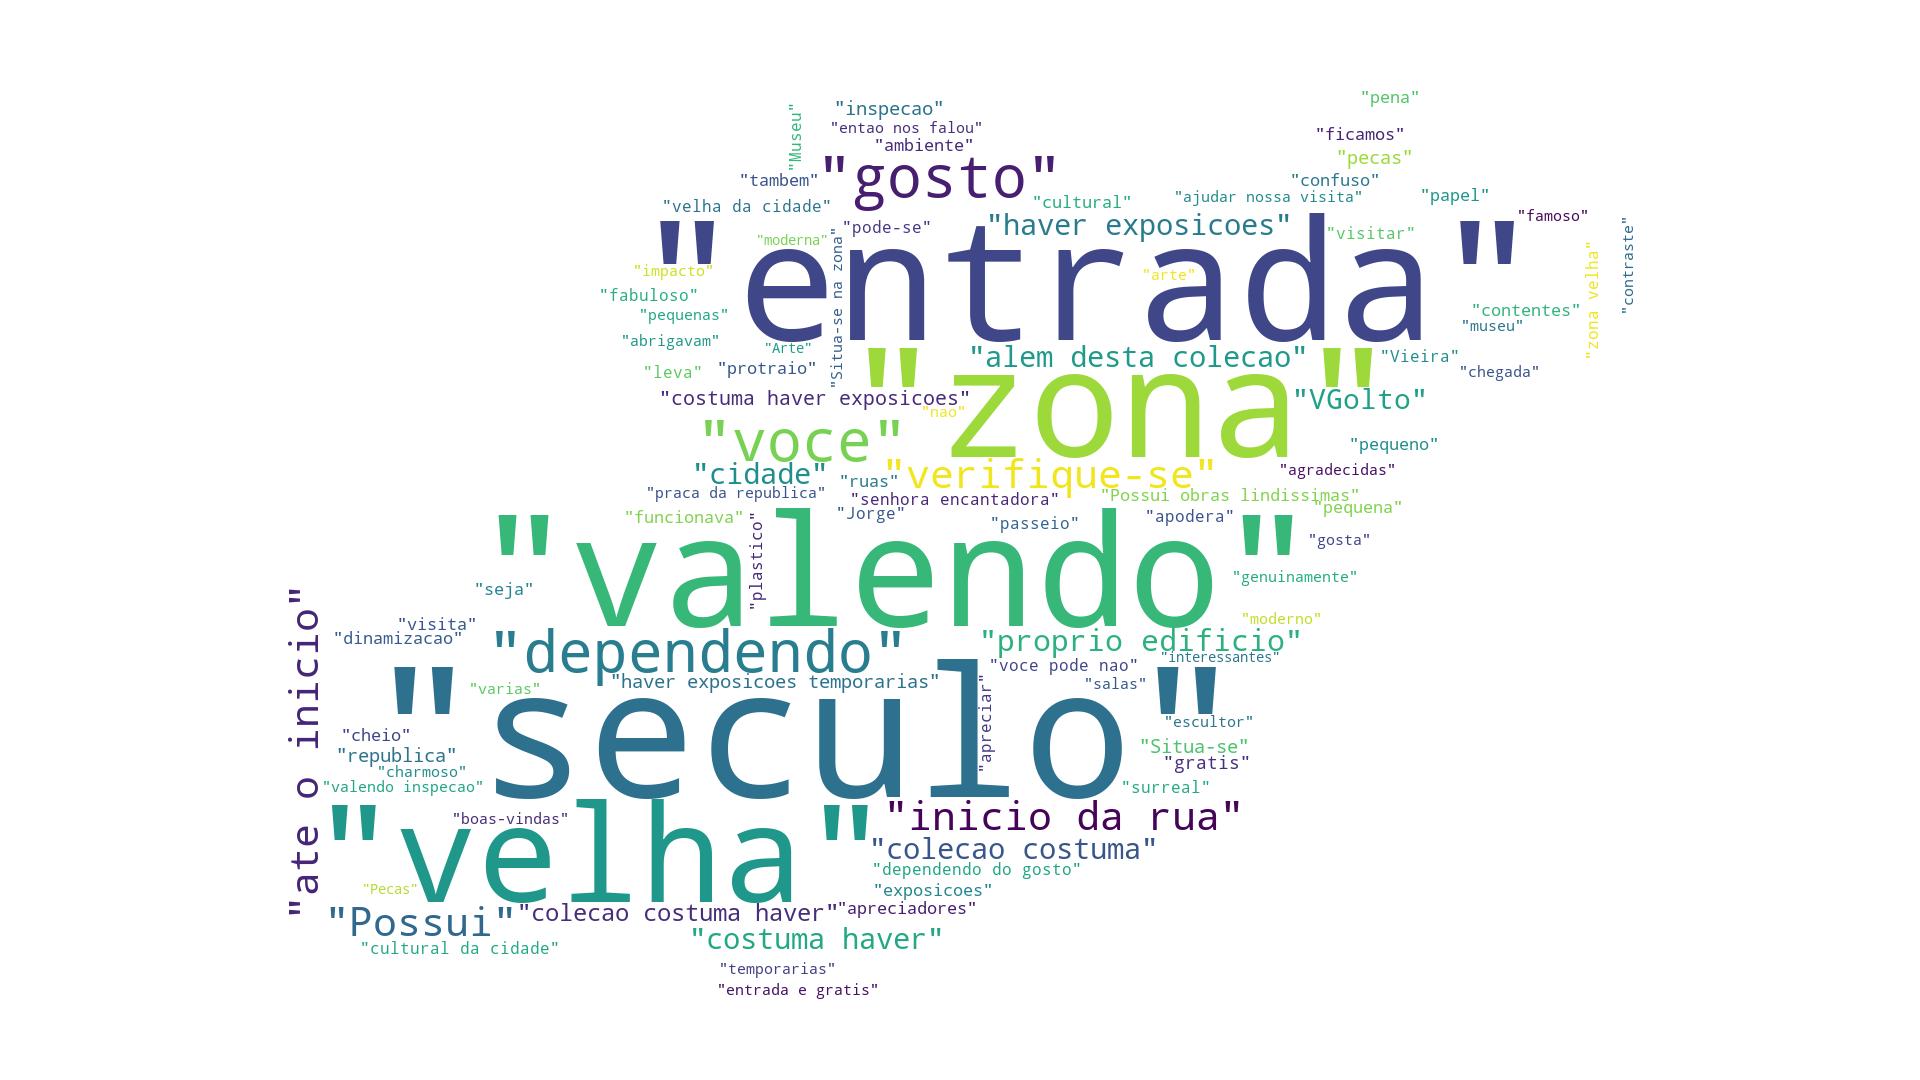 "pena"
"inspecao"
"Museu"
"entao nos falou"
"ficamos"
"ambiente"
"pecas"
"gosto"
"tambem"
"confuso"
"cultural"
"ajudar nossa visita"
"papel"
"velha da cidade"
"famoso"
"pode-se"
"haver exposicoes"
"visitar"
"contraste"
"moderna"
"entrada"
"impacto"
"arte"
"zona velha"
"Situa-se na zona"
"fabuloso"
"contentes"
"pequenas"
"museu"
"abrigavam"
"Arte"
"alem desta colecao"
"Vieira"
"leva"
"protraio"
"chegada"
"costuma haver exposicoes"
"zona"
"VGolto"
"nao"
"voce"
"pequeno"
"cidade"
"ruas"
"verifique-se"
"agradecidas"
"praca da republica"
"senhora encantadora"
"Possui obras lindissimas"
"pequena"
"funcionava"
"Jorge"
"passeio"
"apodera"
"gosta"
"plastico"
"valendo"
"genuinamente"
"seja"
"moderno"
"visita"
"dinamizacao"
"dependendo"
"proprio edificio"
"interessantes"
"voce pode nao"
"haver exposicoes temporarias"
"salas"
"varias"
"apreciar"
"ate o inicio"
"seculo"
"escultor"
"cheio"
"Situa-se"
"republica"
"gratis"
"charmoso"
"valendo inspecao"
"surreal"
"boas-vindas"
"inicio da rua"
"velha"
"colecao costuma"
"dependendo do gosto"
"Pecas"
"exposicoes"
"Possui"
"colecao costuma haver"
"apreciadores"
"cultural da cidade"
"costuma haver"
"temporarias"
"entrada e gratis"